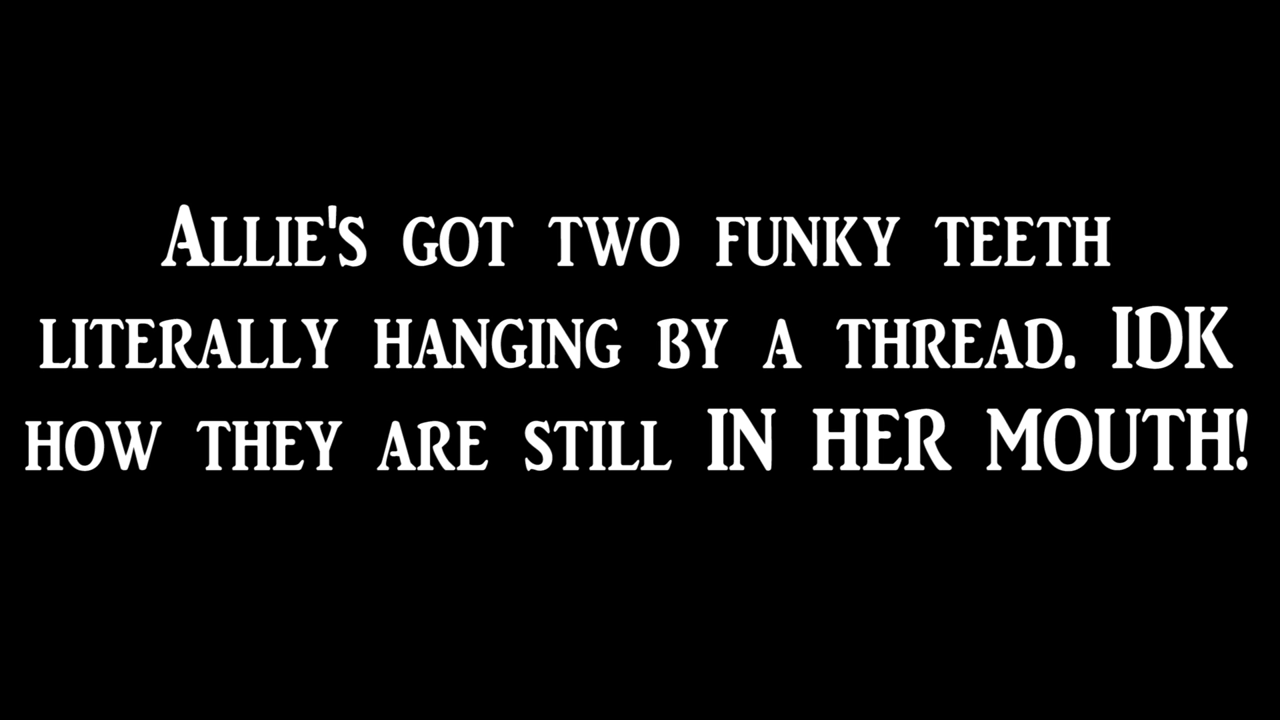 Allie's got two funky teeth
literally hanging by a thread. IDK
how they are still IN HER MOUTH!